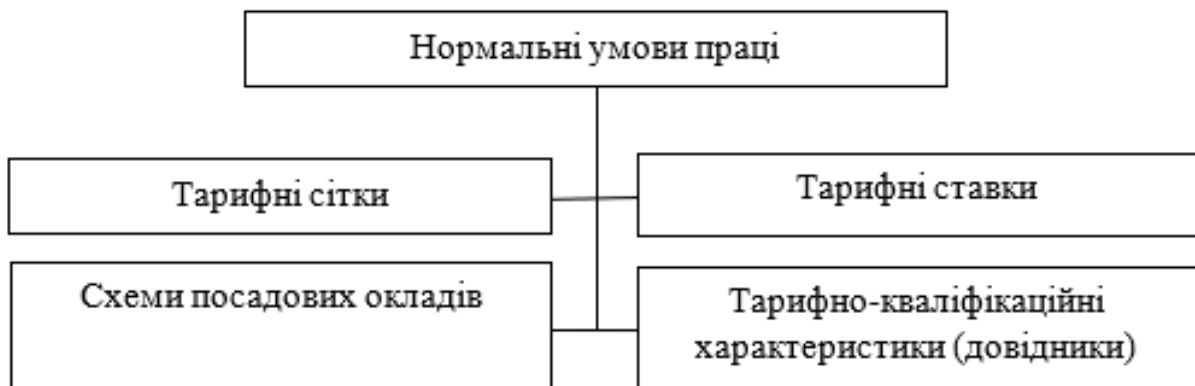 Нормальні умови праці
Тарифні сітки
Тарифні ставки
Схеми посадових окладів
Тарифно-кваліфікаційні
характеристики (довідники)